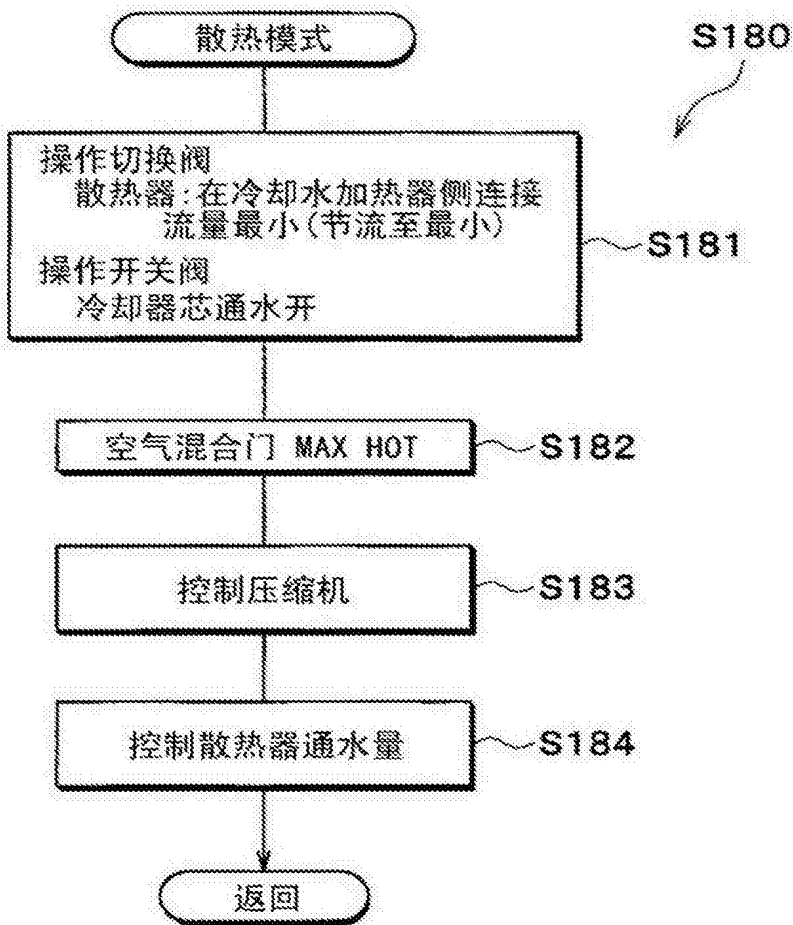 散热模式
S180
操作切换阀
散热器:在冷却水加热器侧连接
流量最小(节流至最小)
操作开关阀
冷却器芯通水开
S181
空气混合门 MAX HOT
S182
控制压缩机
S183
控制散热器通水量
S184
返回